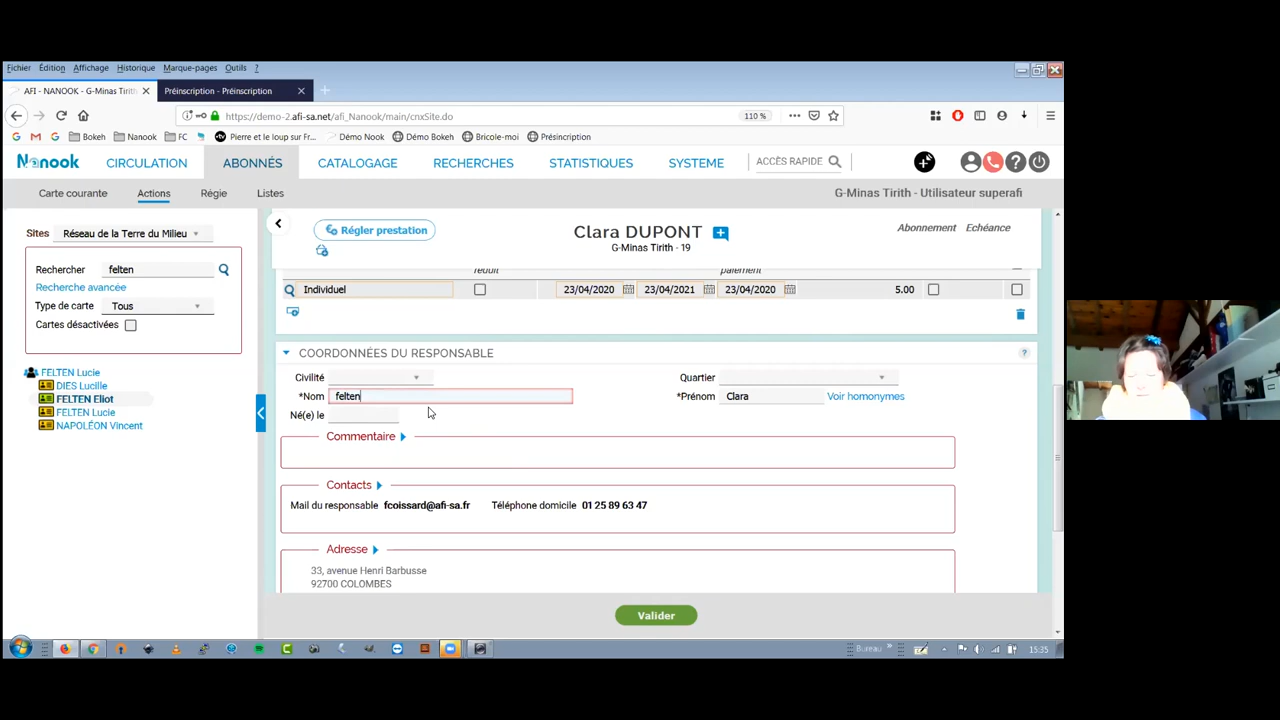 Fichier Édition Affichage Historique Marque-pages Outils ?
AFI - NANOOK - G-Minas Tirith
Préinscription - Préinscription
https://demo-2.afi-sa.net/afi_Nanook/main/cnxSite.do
110 %
Bokeh Nanook FC Pierre et le loup sur Fr... Démo Nook Démo Bokeh Bricole-moi Présinscription
Nanook CIRCULATION ABONNÉS CATALOGAGE RECHERCHES STATISTIQUES SYSTEME ACCÈS RAPIDE
Carte courante Actions Régie Listes
G-Minas Tirith - Utilisateur superafi
Sites Réseau de la Terre du Milieu
Rechercher felten
Recherche avancée
Type de carte Tous
Cartes désactivées
FELTEN Lucie
DIES Lucille
FELTEN Eliot
FELTEN Lucie
NAPOLÉON Vincent
Régler prestation
Clara DUPONT
G-Minas Tirith - 19
Abonnement Echéance
réduit paiement
Individuel 23/04/2020 23/04/2021 23/04/2020 5.00
COORDONNÉES DU RESPONSABLE ?
Civilité Quartier
*Nom felten *Prénom Clara Voir homonymes
Né(e) le
Commentaire
Contacts
Mail du responsable fcoissard@afi-sa.fr Téléphone domicile 01 25 89 63 47
Adresse
33, avenue Henri Barbusse
92700 COLOMBES
Valider
Bureau » 15:35